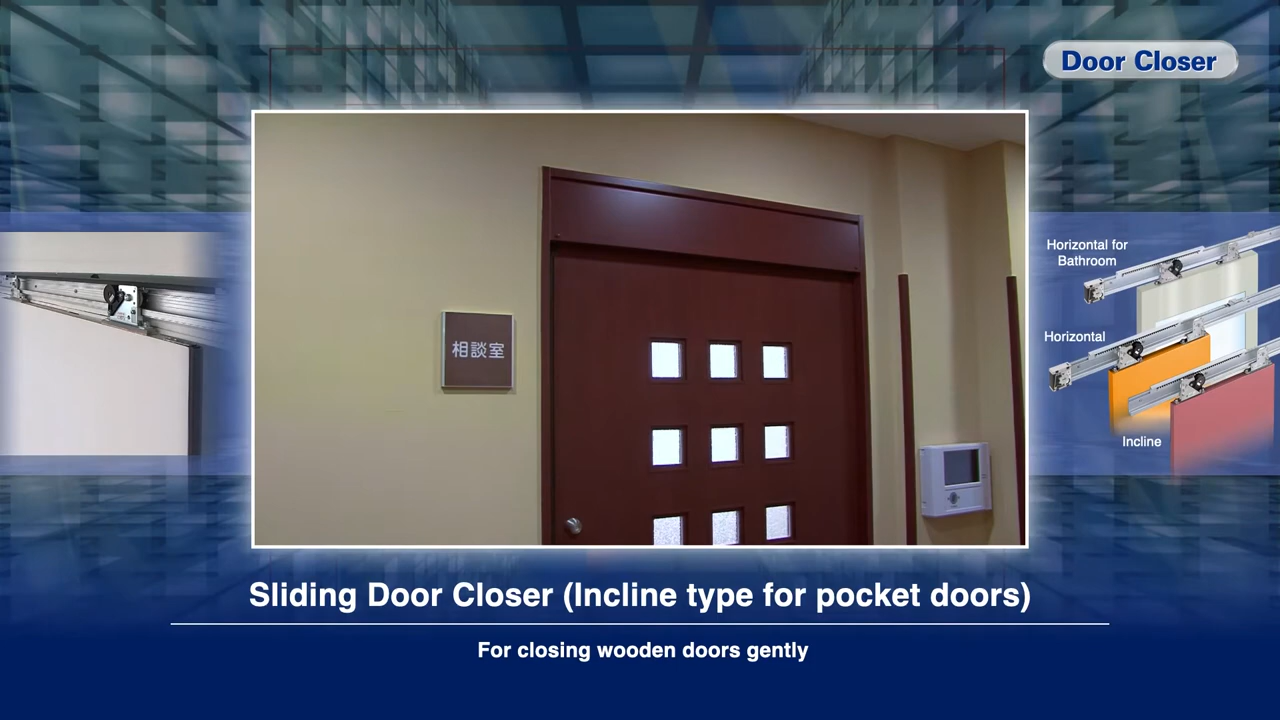 Door Closer
相談室
Horizontal for
Bathroom
Horizontal
Incline
Sliding Door Closer (Incline type for pocket doors)
For closing wooden doors gently